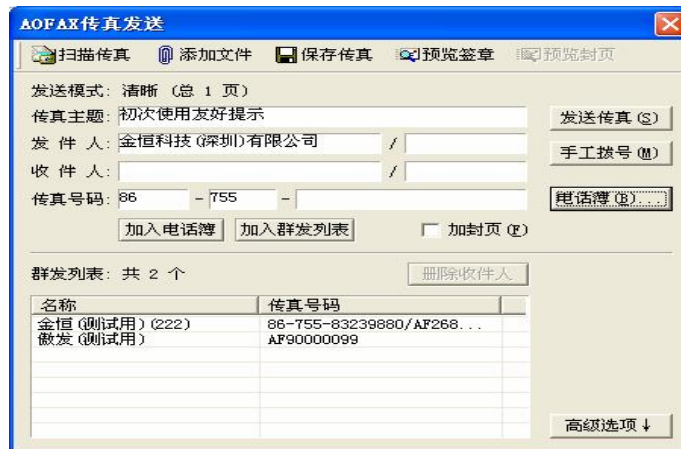 AOFAX传真发送
扫描传真 添加文件 保存传真 预览签章 预览封页
发送模式: 清晰 (总 1 页)
传真主题: 初次使用友好提示 发送传真(S)
发 件 人: 金恒科技(深圳)有限公司 / 手工拨号(M)
收 件 人: /
传真号码: 86 - 755 - 电话簿(B)...
加入电话簿 加入群发列表 加封页(F)
群发列表: 共 2 个 删除收件人
名称 传真号码
金恒(测试用)(222) 86-755-83239880/AF268...
傲发(测试用) AF90000099
高级选项↓